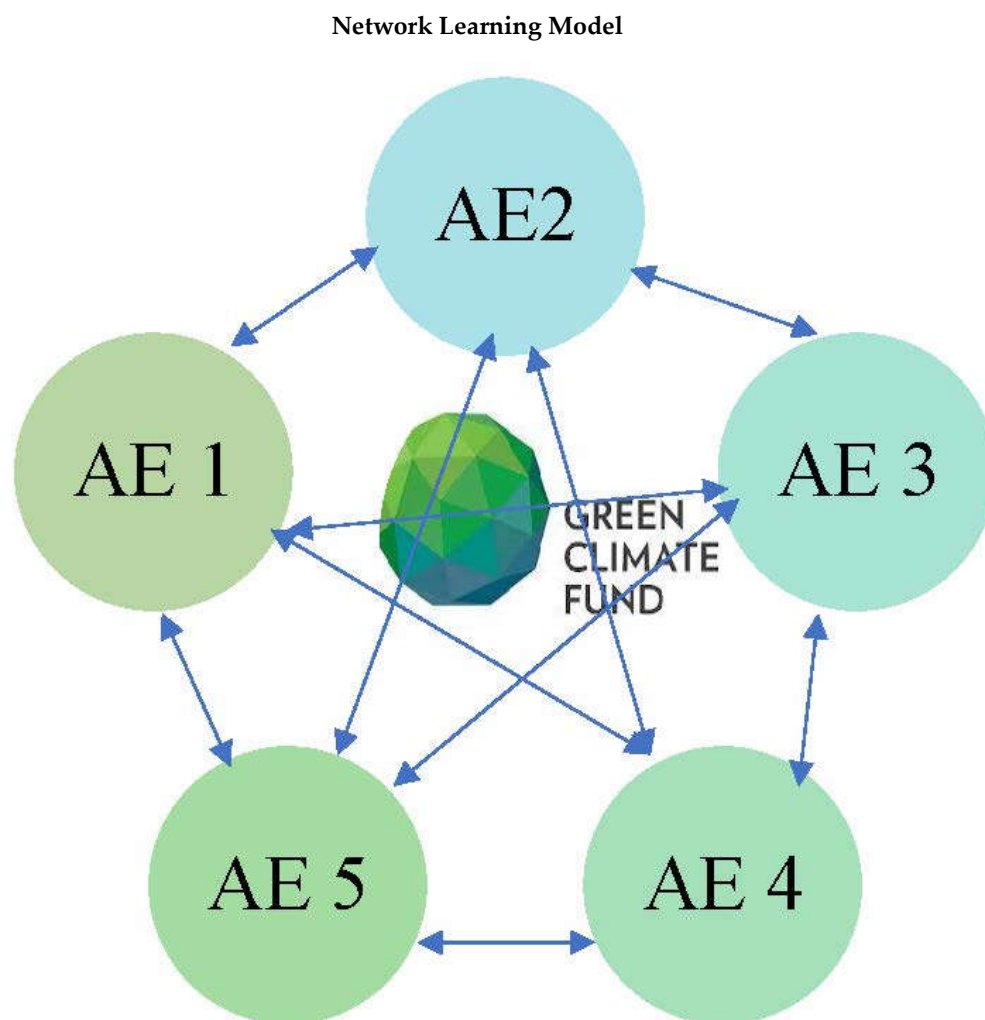 Network Learning Model
AE2
AE 1
AE 3
GREEN
CLIMATE
FUND
AE 5
AE 4